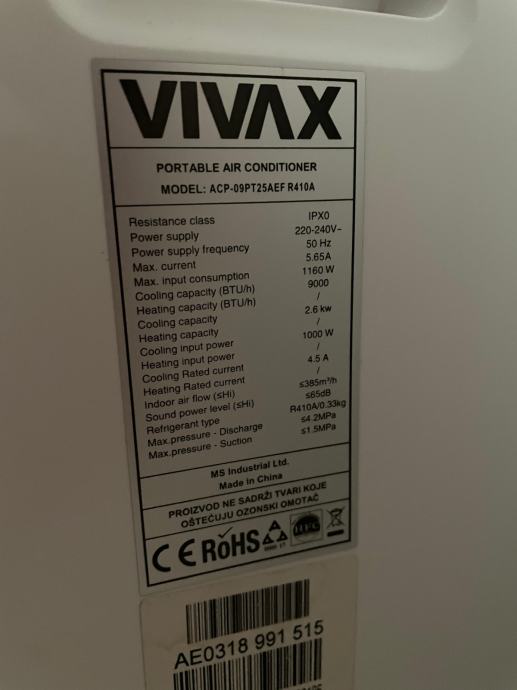 VIVAX
PORTABLE AIR CONDITIONER
MODEL: ACP-09PT25AEF R410A
Resistance class IPX0
Power supply 220-240V~
Power supply frequency 50 Hz
Max. current 5.65A
Max. input consumption 1160 W
Cooling capacity (BTU/h) 9000
Heating capacity (BTU/h) /
Cooling capacity 2.6 kw
Heating capacity /
Cooling input power 1000 W
Heating input power /
Cooling Rated current 4.5 A
Heating Rated current /
Indoor air flow (≤Hi) ≤385m³/h
Sound power level (≤Hi) ≤65dB
Refrigerant type R410A/0.33kg
Max.pressure - Discharge ≤4.2MPa
Max.pressure - Suction ≤1.5MPa
MS Industrial Ltd.
Made in China
PROIZVOD NE SADRŽI TVARI KOJE
OŠTEĆUJU OZONSKI OMOTAČ
CE RoHS HFC
AE0318 991 515